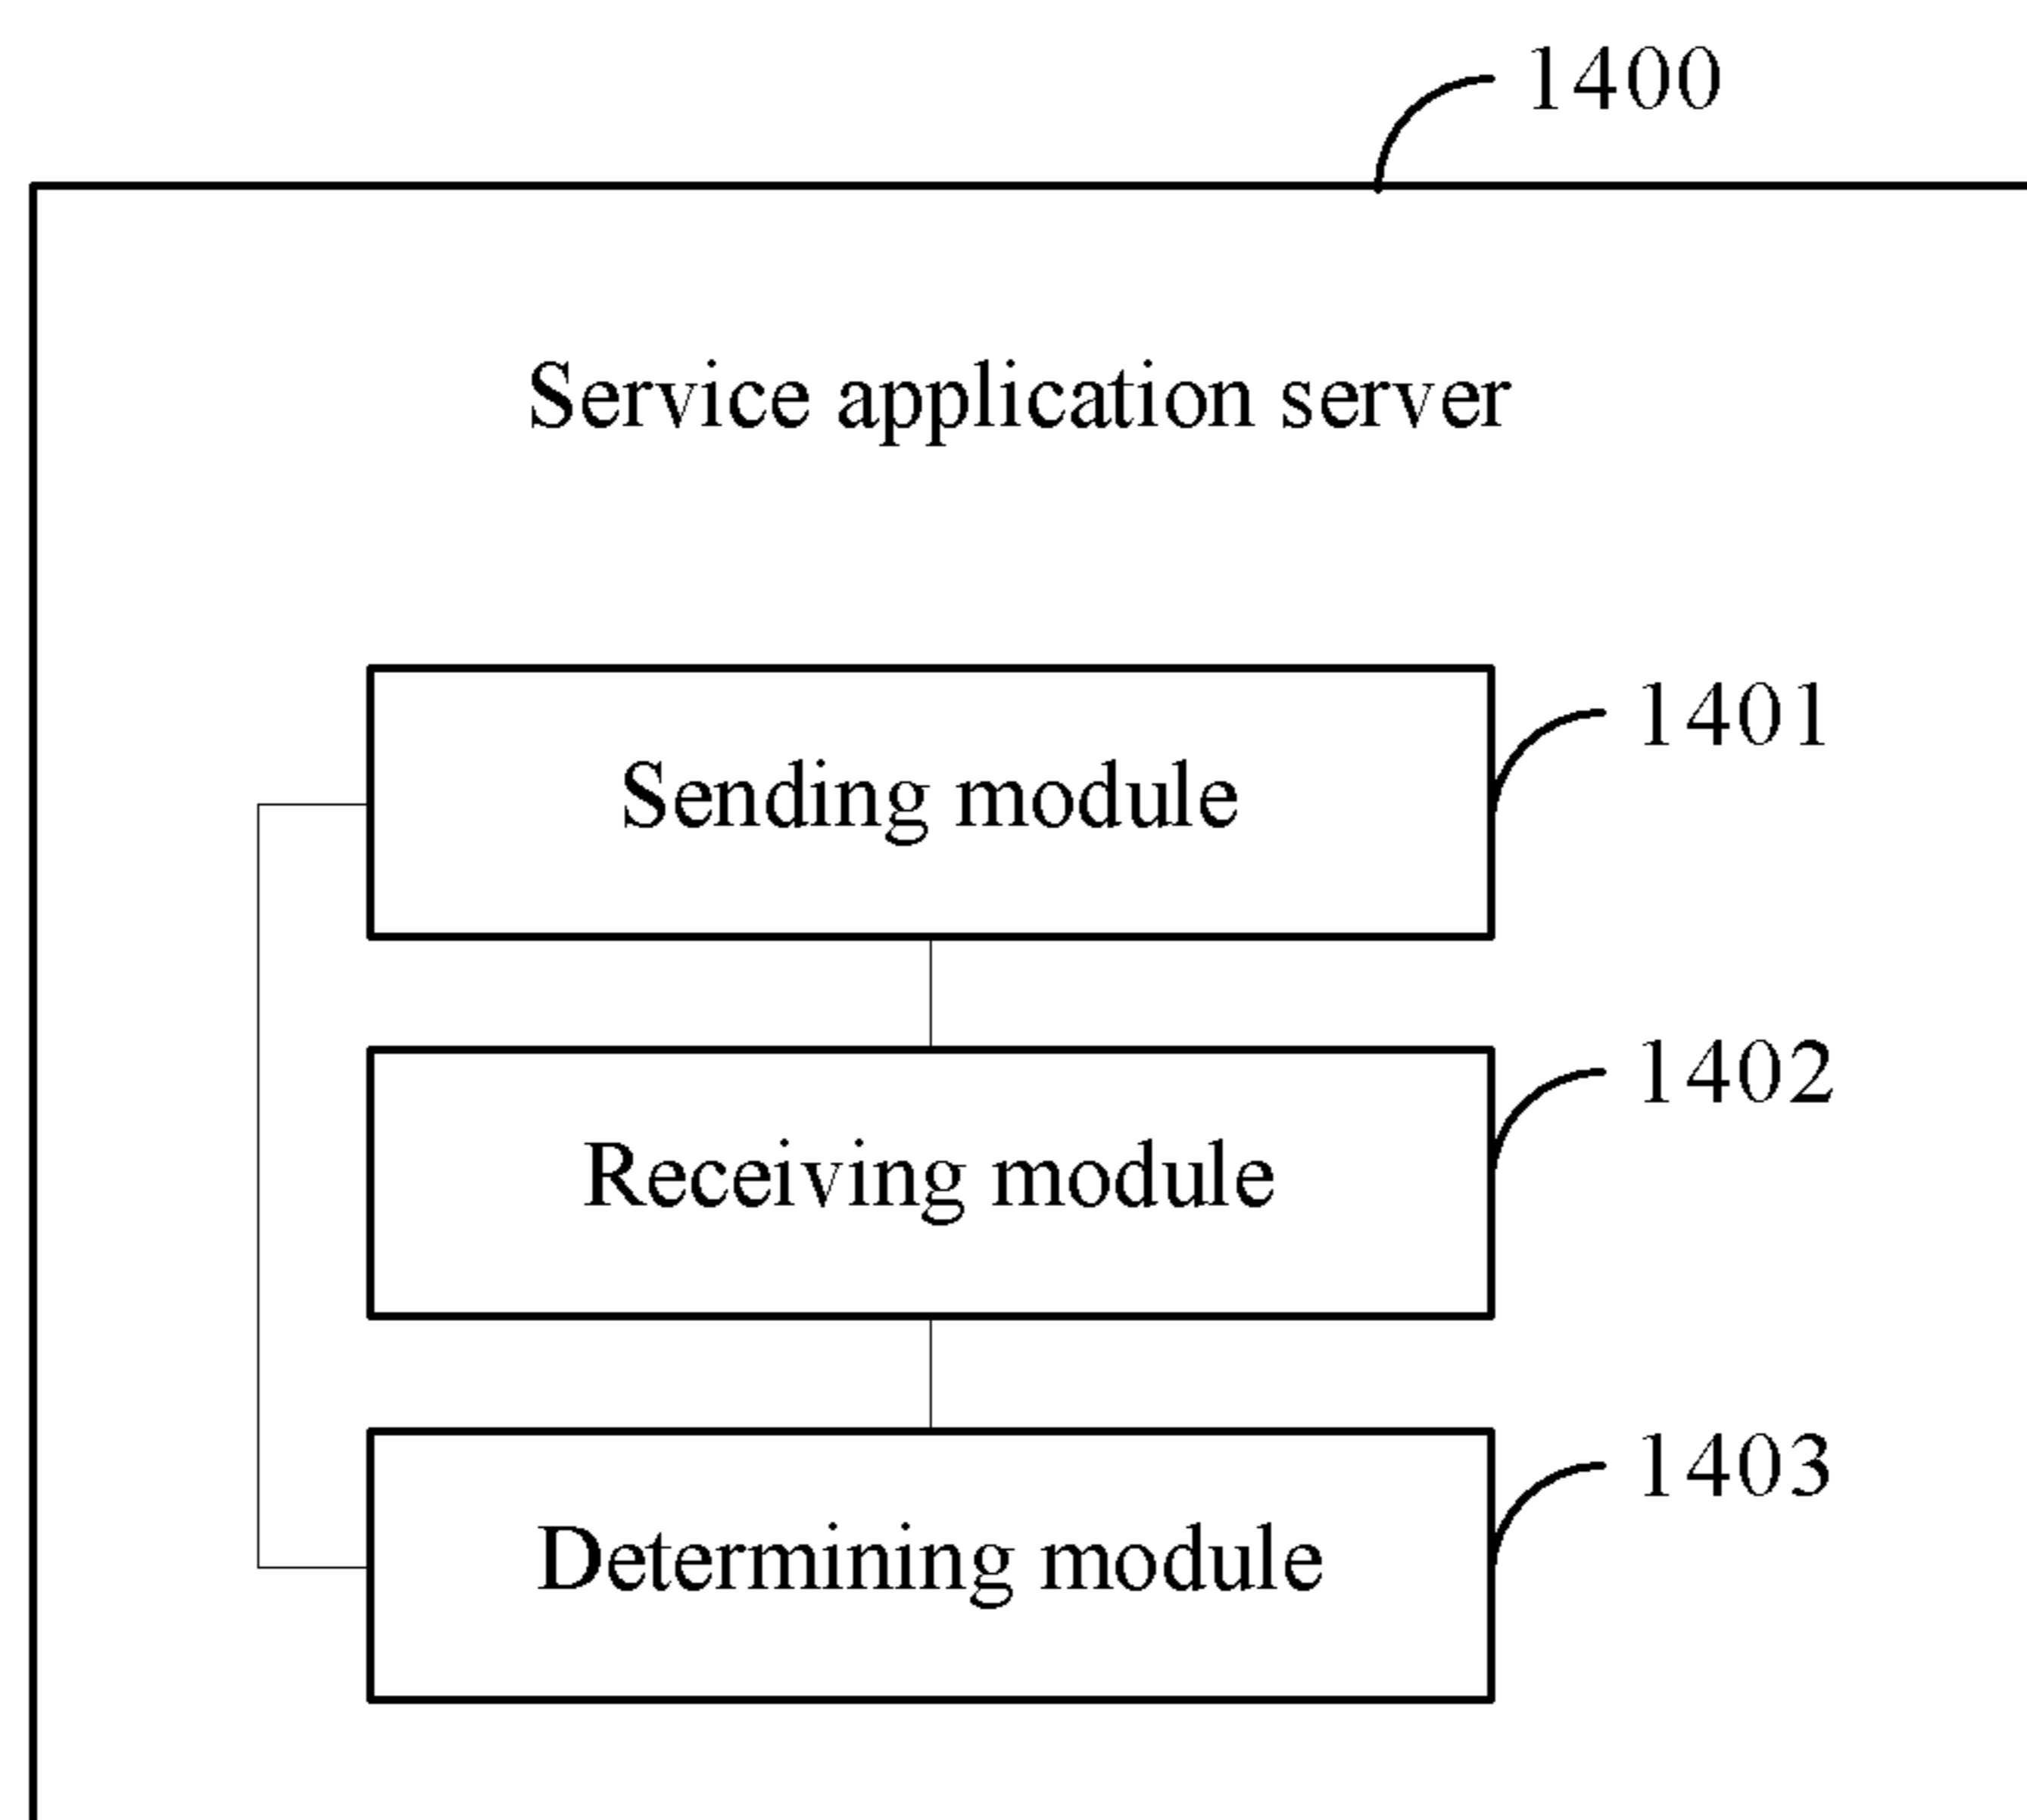 1400
Service application server
1401
Sending module
1402
Receiving module
1403
Determining module